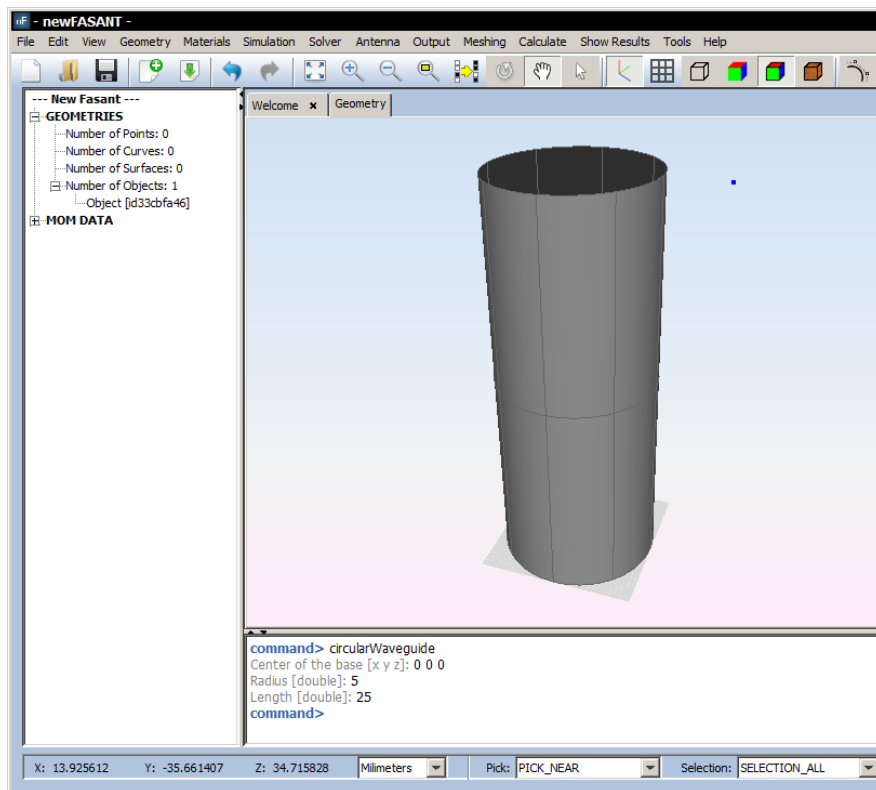 nF - newFASANT -
File Edit View Geometry Materials Simulation Solver Antenna Output Meshing Calculate Show Results Tools Help
--- New Fasant ---
GEOMETRIES
Number of Points: 0
Number of Curves: 0
Number of Surfaces: 0
Number of Objects: 1
Object [id33cbfa46]
MOM DATA
Welcome x Geometry
command> circularWaveguide
Center of the base [x y z]: 0 0 0
Radius [double]: 5
Length [double]: 25
command>
X: 13.925612 Y: -35.661407 Z: 34.715828 Milimeters Pick: PICK_NEAR Selection: SELECTION_ALL